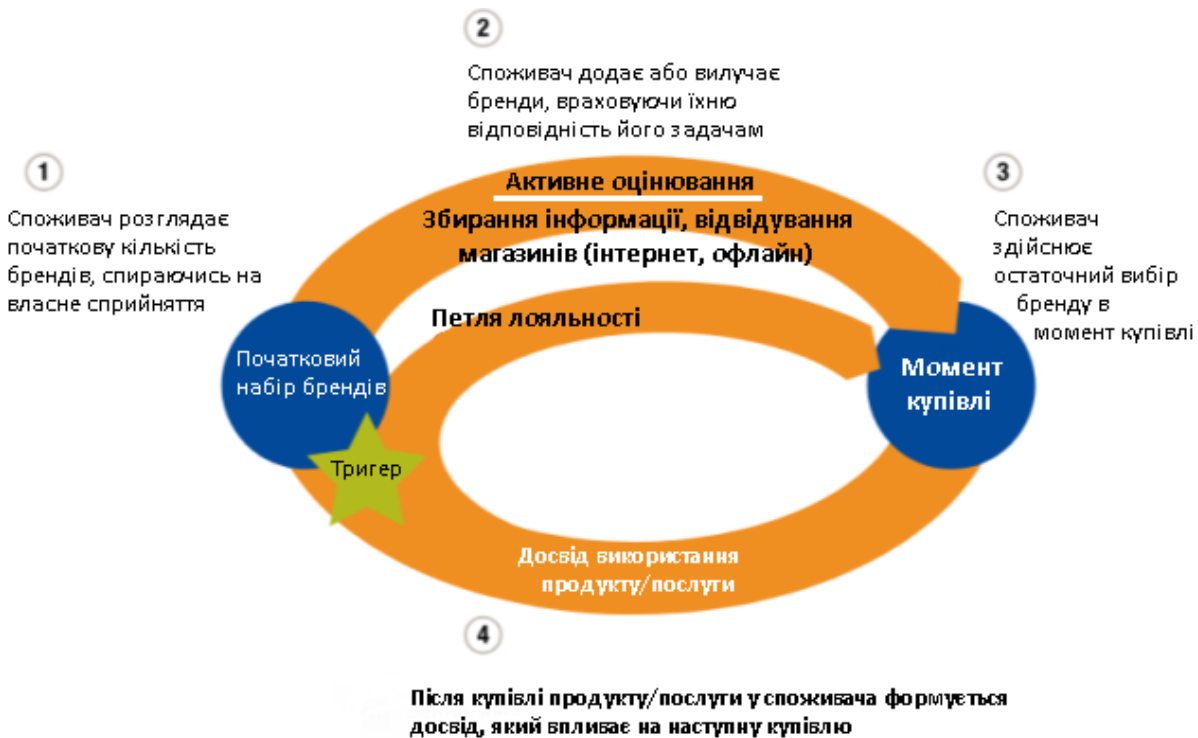 1
Споживач розглядає
початкову кількість
брендів, спираючись на
власне сприйняття
2
Споживач додає або вилучає
бренди, враховуючи їхню
відповідність його задачам
Активне оцінювання
Збирання інформації, відвідування
магазинів (інтернет, офлайн)
Петля лояльності
3
Споживач
здійснює
остаточний вибір
бренду в
момент купівлі
Початковий
набір брендів
Тригер
Момент
купівлі
Досвід використання
продукту/послуги
4
Після купівлі продукту/послуги у споживача формується
досвід, який впливає на наступну купівлю